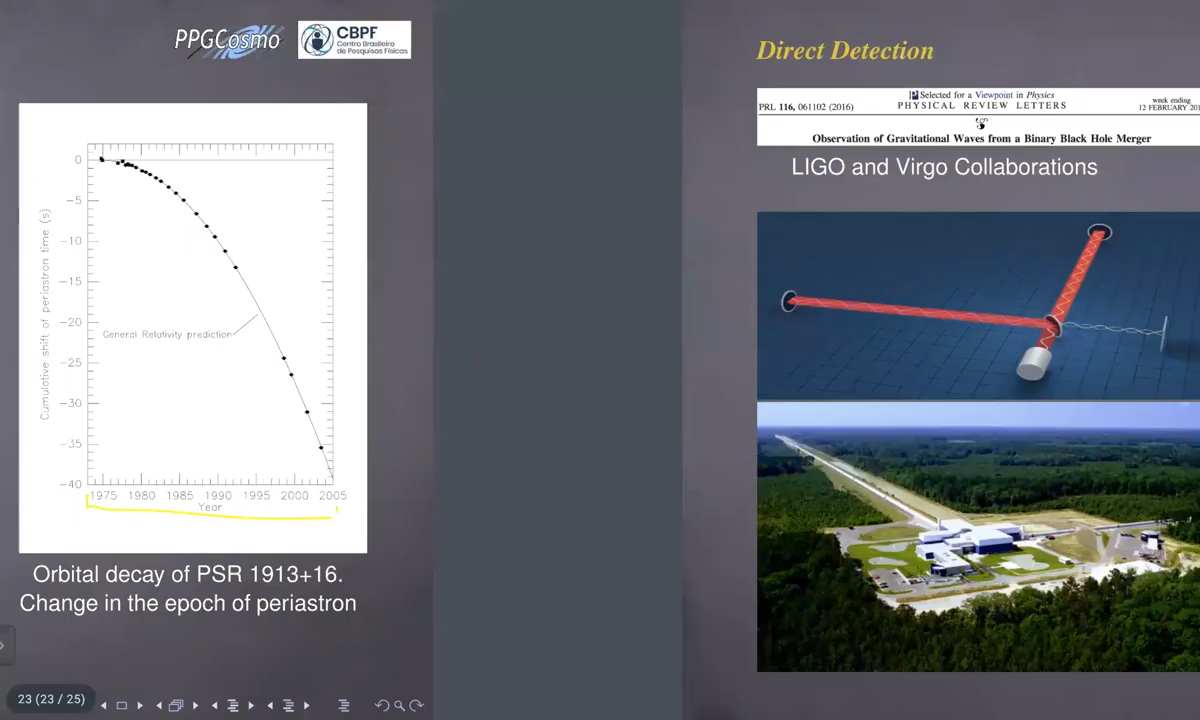 PPGCosmo
CBPF
Centro Brasileiro
de Pesquisas Físicas
0
−5
−10
−15
−20
−25
−30
−35
−40
Cumulative shift of periastron time (s)
General Relativity prediction
1975 1980 1985 1990 1995 2000 2005
Year
Orbital decay of PSR 1913+16.
Change in the epoch of periastron
23 (23 / 25)
Direct Detection
Selected for a Viewpoint in Physics
PRL 116, 061102 (2016)
PHYSICAL REVIEW LETTERS
week ending
12 FEBRUARY 201
Observation of Gravitational Waves from a Binary Black Hole Merger
LIGO and Virgo Collaborations